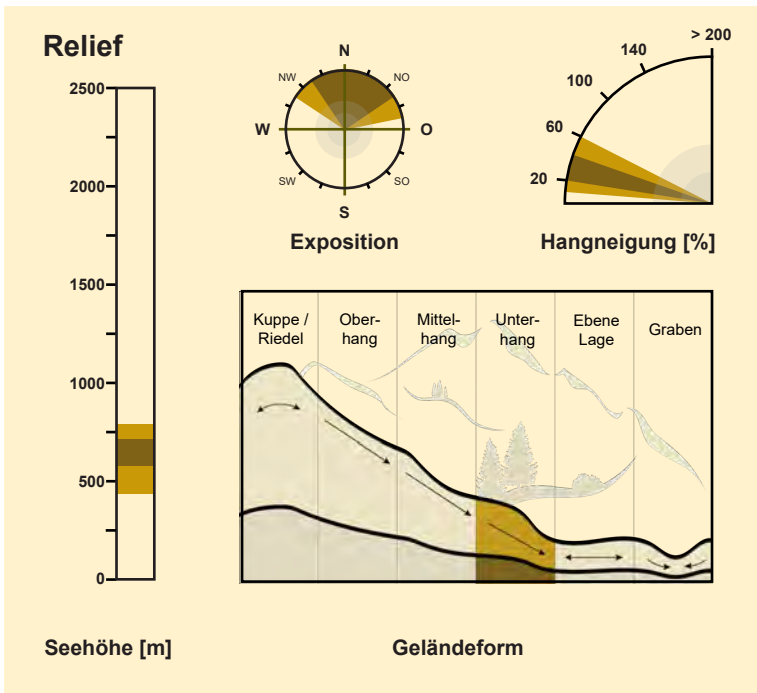 Relief
2500
2000
1500
1000
500
0
Seehöhe [m]
N
NW
NO
W
O
SW
SO
S
Exposition
> 200
140
100
60
20
Hangneigung [%]
Kuppe /
Riedel
Ober-
hang
Mittel-
hang
Unter-
hang
Ebene
Lage
Graben
Geländeform